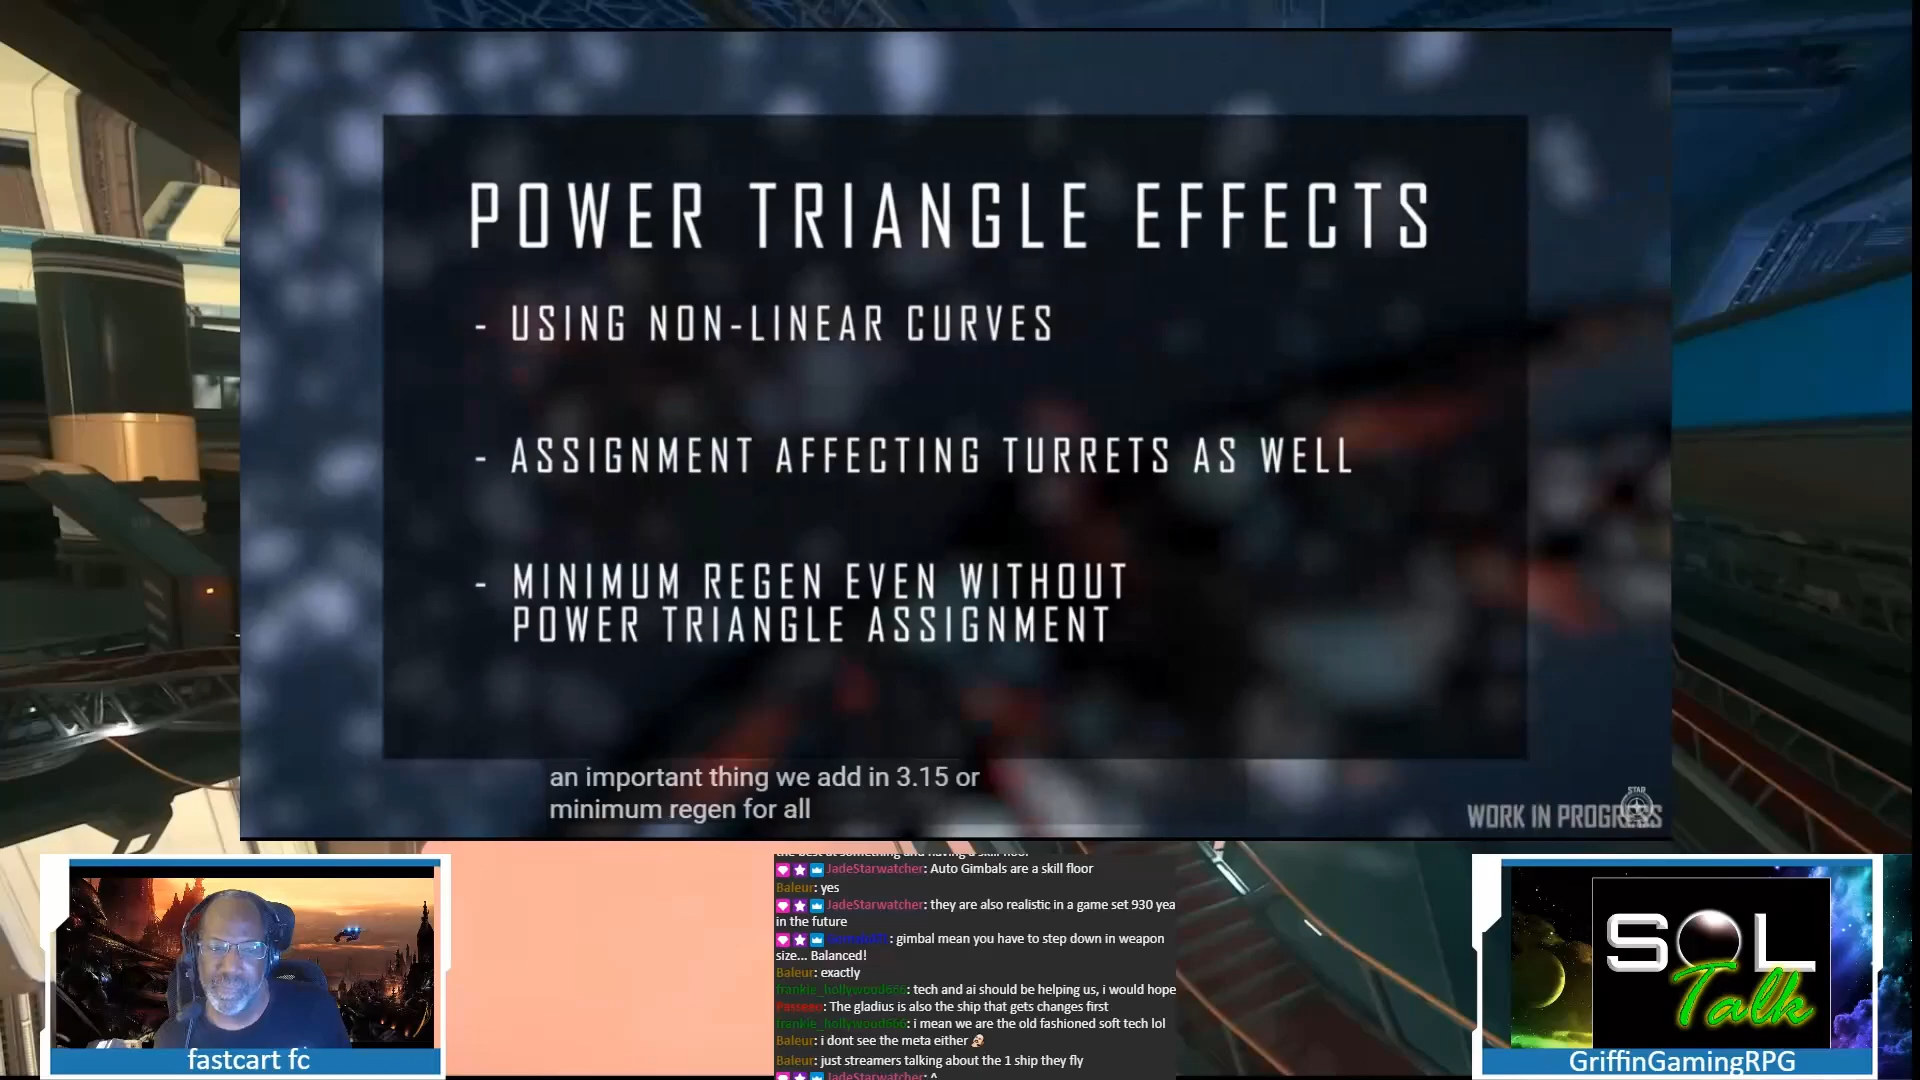 POWER TRIANGLE EFFECTS
- USING NON-LINEAR CURVES
- ASSIGNMENT AFFECTING TURRETS AS WELL
- MINIMUM REGEN EVEN WITHOUT
POWER TRIANGLE ASSIGNMENT
an important thing we add in 3.15 or
minimum regen for all
STAR
WORK IN PROGRESS
JadeStarwatcher: Auto Gimbals are a skill floor
Baleur: yes
JadeStarwatcher: they are also realistic in a game set 930 yea
in the future
: gimbal mean you have to step down in weapon
size... Balanced!
Baleur: exactly
frankie_hollywood666: tech and ai should be helping us, i would hope
: The gladius is also the ship that gets changes first
frankie_hollywood666: i mean we are the old fashioned soft tech lol
Baleur: i dont see the meta either
Baleur: just streamers talking about the 1 ship they fly
JadeStarwatcher: ^
fastcart fc
SOL
Talk
GriffinGamingRPG